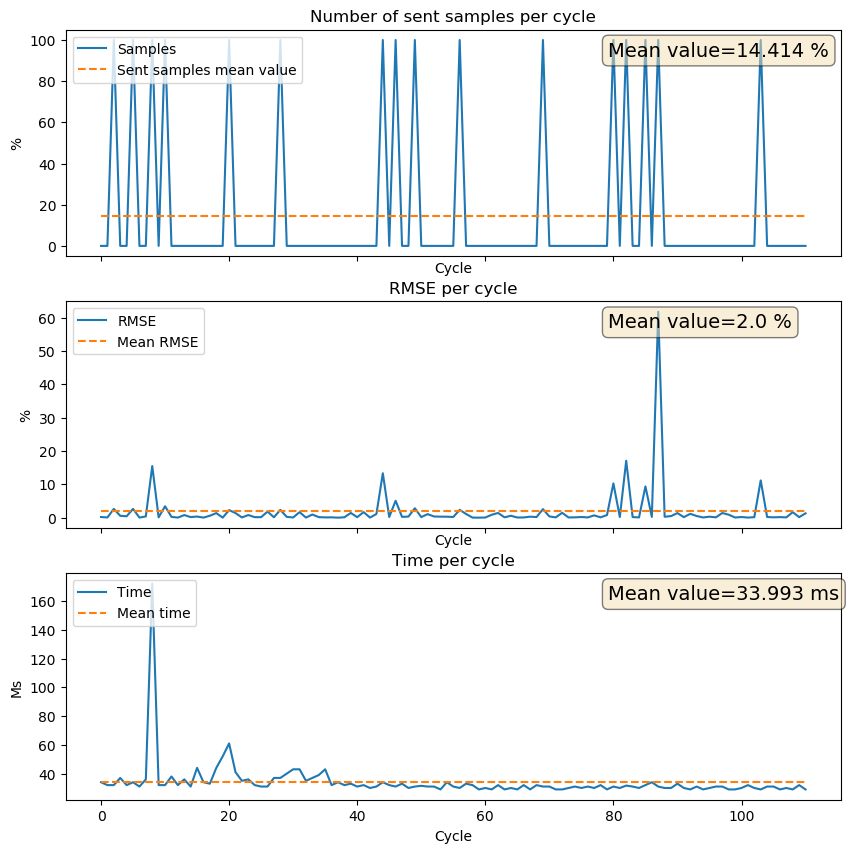 Number of sent samples per cycle
100
80
60
40
20
0
%
Samples
Sent samples mean value
Mean value=14.414 %
Cycle
RMSE per cycle
60
50
40
30
20
10
0
%
RMSE
Mean RMSE
Mean value=2.0 %
Cycle
Time per cycle
160
140
120
100
80
60
40
Ms
Time
Mean time
Mean value=33.993 ms
0 20 40 60 80 100
Cycle